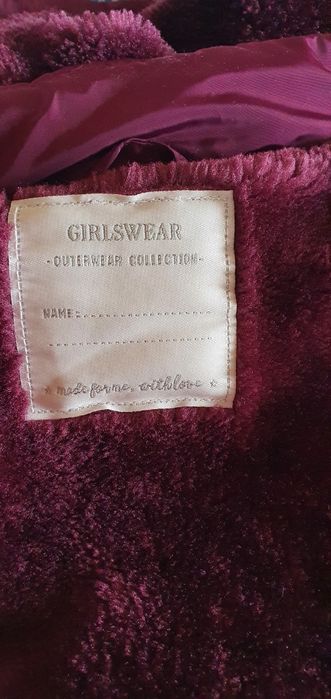 GIRLSWEAR
-OUTERWEAR COLLECTION-
NAME:........................
................................
★ made for me, with love ★